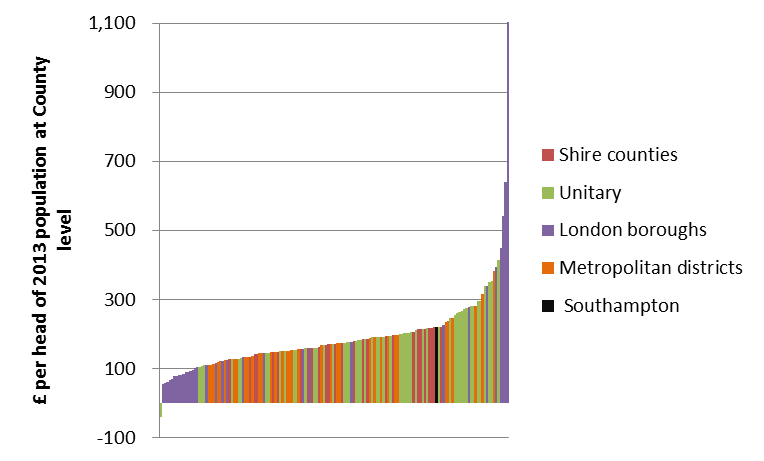 £ per head of 2013 population at County
level
1,100
900
700
500
300
100
-100
Shire counties
Unitary
London boroughs
Metropolitan districts
Southampton